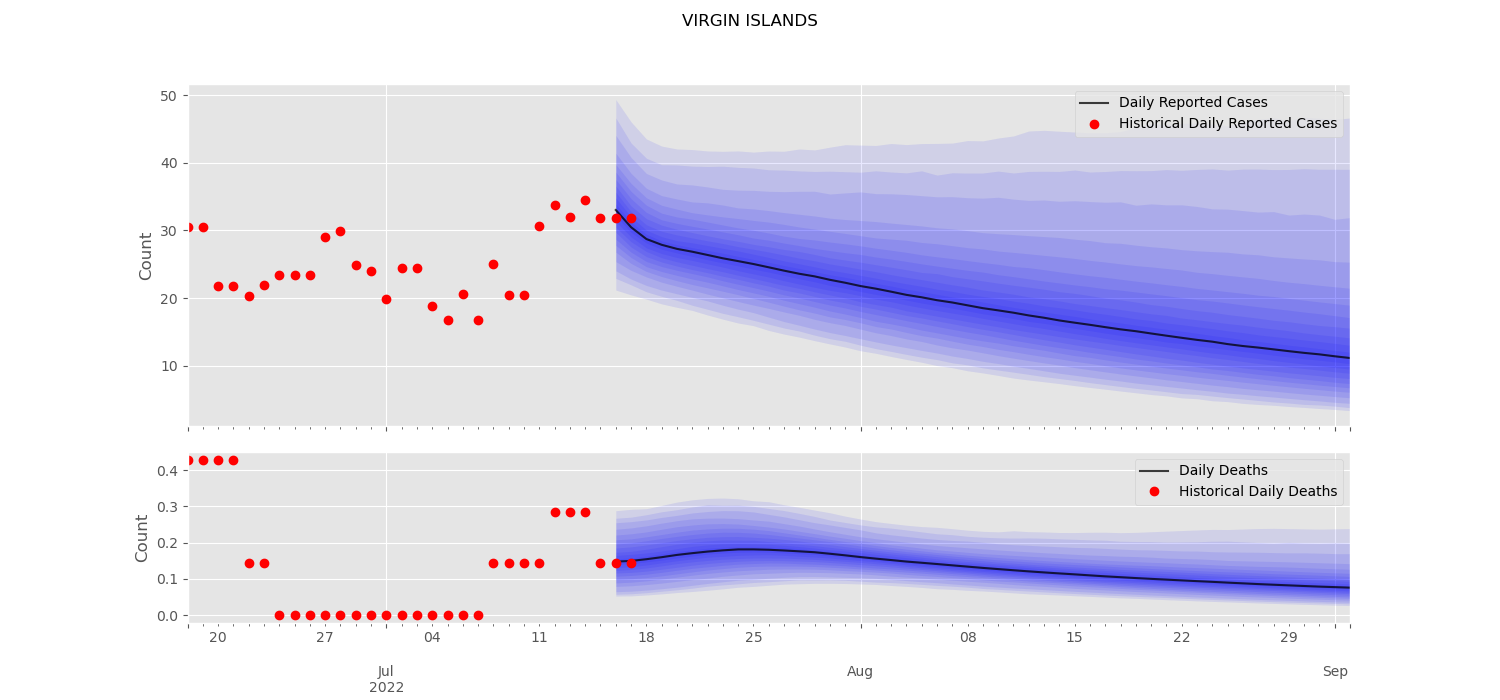 VIRGIN ISLANDS
50
40
30
20
10
Count
Daily Reported Cases
Historical Daily Reported Cases
0.4
0.3
0.2
0.1
0.0
Count
Daily Deaths
Historical Daily Deaths
20 27 04 11 18 25 08 15 22 29
Jul Aug Sep
2022